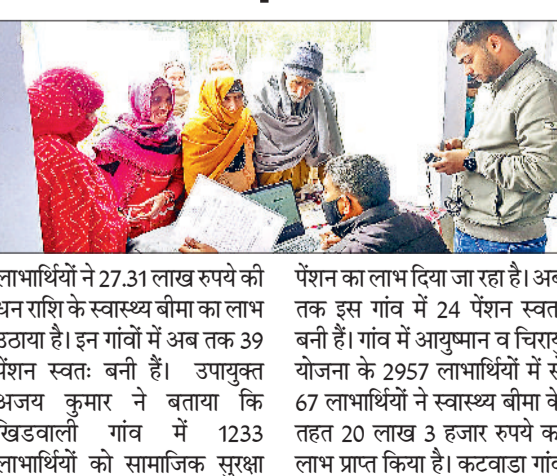 लाभार्थियों ने 27.31 लाख रुपये की
धन राशि के स्वास्थ्य बीमा का लाभ
उठाया है। इन गांवों में अब तक 39
पेंशन स्वतः बनी हैं। उपायुक्त
अजय कुमार ने बताया कि
खिडवाली गांव में 1233
लाभार्थियों को सामाजिक सुरक्षा
पेंशन का लाभ दिया जा रहा है। अब
तक इस गांव में 24 पेंशन स्वतः
बनी हैं। गांव में आयुष्मान व चिरायु
योजना के 2957 लाभार्थियों में से
67 लाभार्थियों ने स्वास्थ्य बीमा के
तहत 20 लाख 3 हजार रुपये का
लाभ प्राप्त किया है। कटवाड़ा गांव